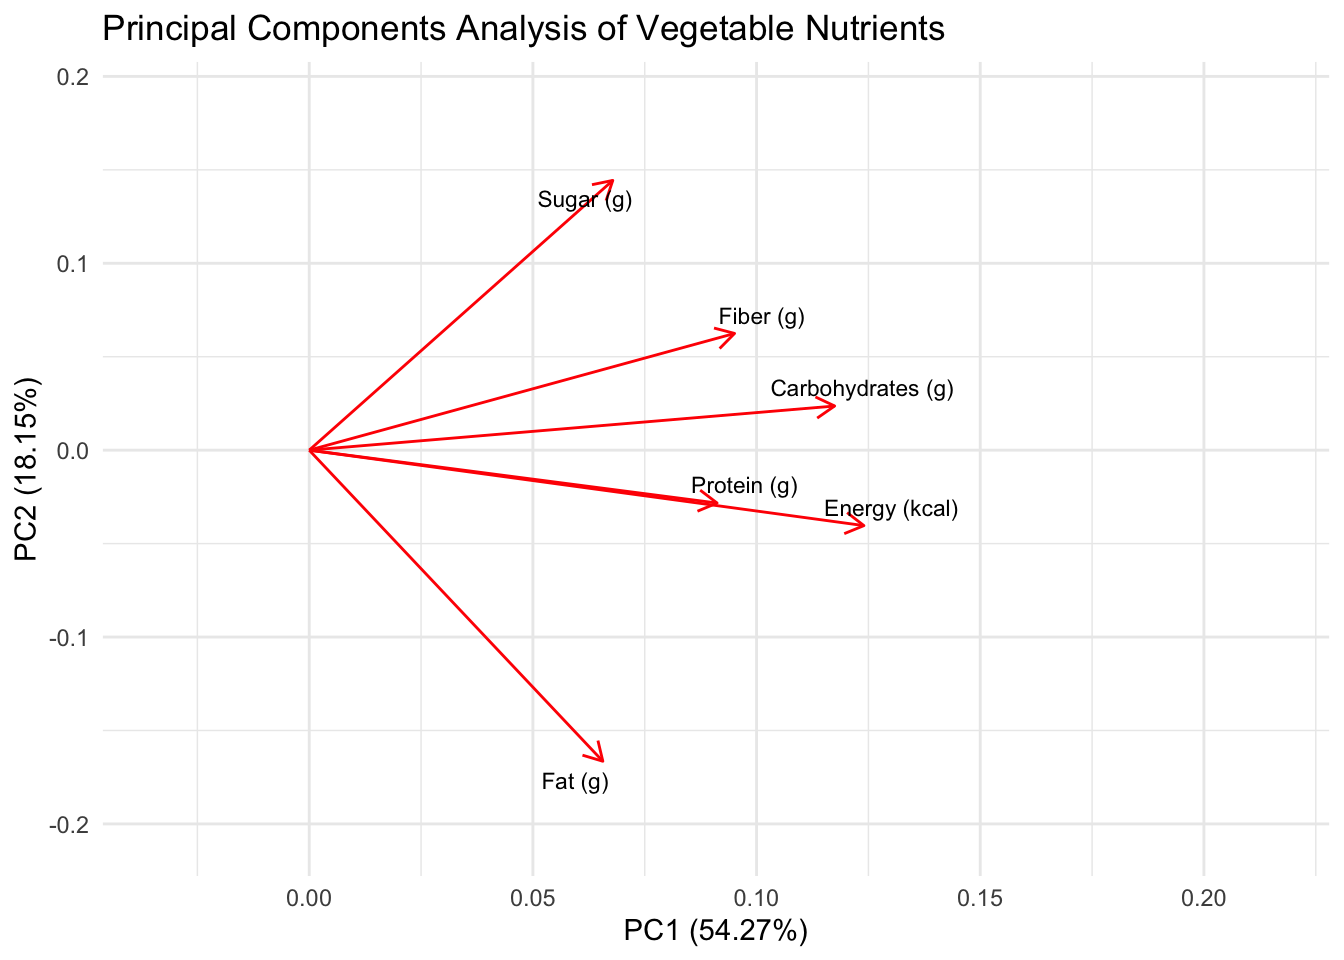 Principal Components Analysis of Vegetable Nutrients
0.2
Sugar (g)
0.1
Fiber (g)
Carbohydrates (g)
0.0
Protein (g)
Energy (kcal)
-0.1
Fat (g)
-0.2
PC2 (18.15%)
0.00 0.05 0.10 0.15 0.20
PC1 (54.27%)